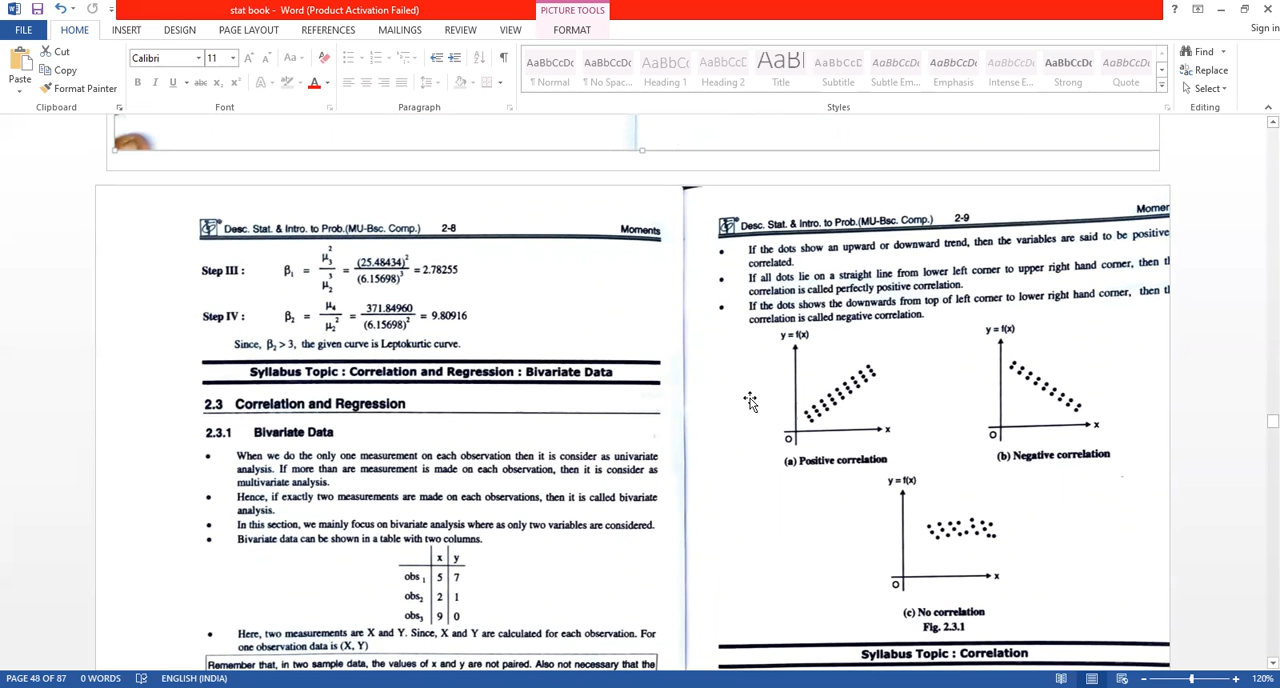 stat book - Word (Product Activation Failed)
PICTURE TOOLS
FILE HOME INSERT DESIGN PAGE LAYOUT REFERENCES MAILINGS REVIEW VIEW FORMAT
Sign in
Cut
Copy
Format Painter
Paste
Clipboard
Calibri 11
Font
Paragraph
AaBbCcDc AaBbCcDc AaBbCc AaBbCcC AaBl AaBbCcD AaBbCcDc AaBbCcDc AaBbCcDc AaBbCcDc AaBbCcDc
¶ Normal ¶ No Spac... Heading 1 Heading 2 Title Subtitle Subtle Em... Emphasis Intense E... Strong Quote
Styles
Find
Replace
Select
Editing
Desc. Stat. & Intro. to Prob.(MU-Bsc. Comp.) 2-8 Moments
Step III : β₁ = μ₃² / μ₂³ = (25.48434)² / (6.15698)³ = 2.78255
Step IV : β₂ = μ₄ / μ₂² = 371.84960 / (6.15698)² = 9.80916
Since, β₂ > 3, the given curve is Leptokurtic curve.
Syllabus Topic : Correlation and Regression : Bivariate Data
2.3 Correlation and Regression
2.3.1 Bivariate Data
• When we do the only one measurement on each observation then it is consider as univariate
analysis. If more than are measurement is made on each observation, then it is consider as
multivariate analysis.
• Hence, if exactly two measurements are made on each observations, then it is called bivariate
analysis.
• In this section, we mainly focus on bivariate analysis where as only two variables are considered.
• Bivariate data can be shown in a table with two columns.
x y
obs₁ 5 7
obs₂ 2 1
obs₃ 9 0
• Here, two measurements are X and Y. Since, X and Y are calculated for each observation. For
one observation data is (X, Y)
Remember that, in two sample data, the values of x and y are not paired. Also not necessary that the
Desc. Stat. & Intro. to Prob.(MU-Bsc. Comp.) 2-9 Momen
• If the dots show an upward or downward trend, then the variables are said to be positive
correlated.
• If all dots lie on a straight line from lower left corner to upper right hand corner, then th
correlation is called perfectly positive correlation.
• If the dots shows the downwards from top of left corner to lower right hand corner, then th
correlation is called negative correlation.
y = f(x)
O x
(a) Positive correlation
y = f(x)
O x
(b) Negative correlation
y = f(x)
O x
(c) No correlation
Fig. 2.3.1
Syllabus Topic : Correlation
PAGE 48 OF 87 0 WORDS ENGLISH (INDIA)
120%